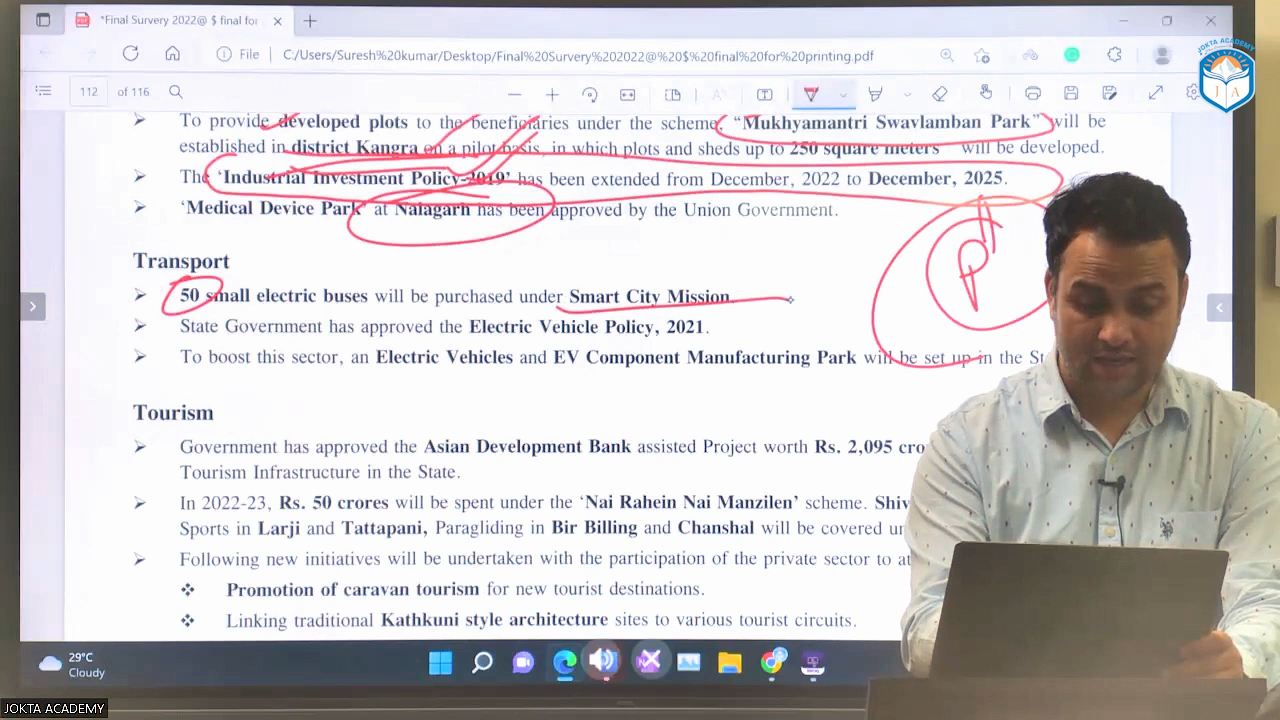 *Final Survery 2022@ $ final for
File
C:/Users/Suresh%20kumar/Desktop/Final%20Survery%202022@%20$%20final%20for%20printing.pdf
112 of 116
JOKTA ACADEMY
J A
To provide developed plots to the beneficiaries under the scheme, “Mukhyamantri Swavlamban Park” will be
established in district Kangra on a pilot basis, in which plots and sheds up to 250 square meters will be developed.
The ‘Industrial Investment Policy-2019’ has been extended from December, 2022 to December, 2025.
‘Medical Device Park’ at Nalagarh has been approved by the Union Government.
Transport
50 small electric buses will be purchased under Smart City Mission.
State Government has approved the Electric Vehicle Policy, 2021.
To boost this sector, an Electric Vehicles and EV Component Manufacturing Park will be set up in the St
Tourism
Government has approved the Asian Development Bank assisted Project worth Rs. 2,095 cro
Tourism Infrastructure in the State.
In 2022-23, Rs. 50 crores will be spent under the ‘Nai Rahein Nai Manzilen’ scheme. Shiv
Sports in Larji and Tattapani, Paragliding in Bir Billing and Chanshal will be covered un
Following new initiatives will be undertaken with the participation of the private sector to at
Promotion of caravan tourism for new tourist destinations.
Linking traditional Kathkuni style architecture sites to various tourist circuits.
29°C
Cloudy
JOKTA ACADEMY